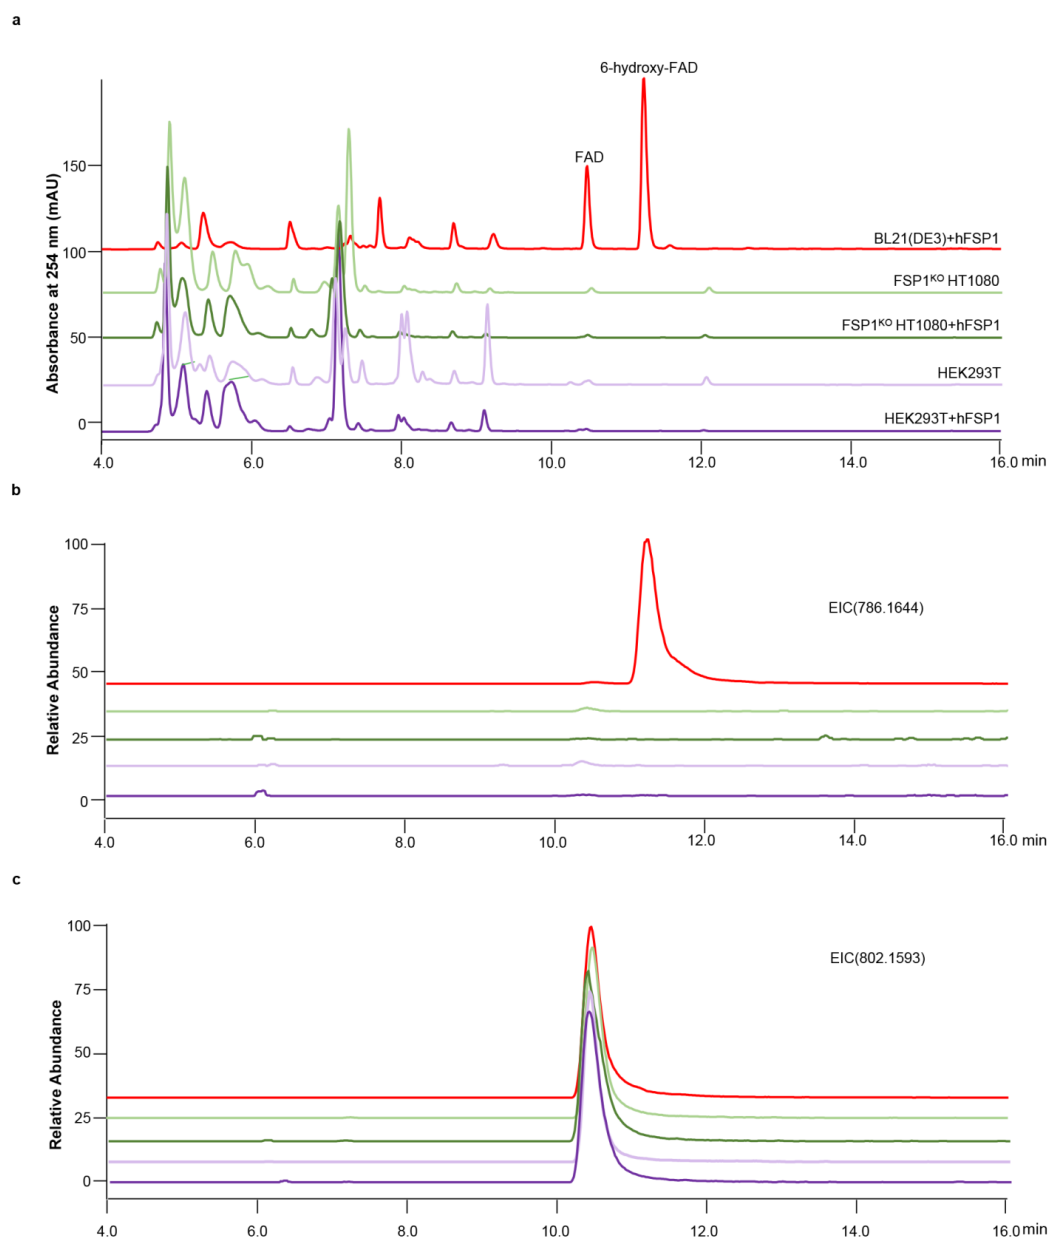 a
6-hydroxy-FAD
FAD
Absorbance at 254 nm (mAU)
150
100
50
0
BL21(DE3)+hFSP1
FSP1KO HT1080
FSP1KO HT1080+hFSP1
HEK293T
HEK293T+hFSP1
4.0 6.0 8.0 10.0 12.0 14.0 16.0 min
b
Relative Abundance
100
75
50
25
0
EIC(786.1644)
4.0 6.0 8.0 10.0 12.0 14.0 16.0 min
c
Relative Abundance
100
75
50
25
0
EIC(802.1593)
4.0 6.0 8.0 10.0 12.0 14.0 16.0 min